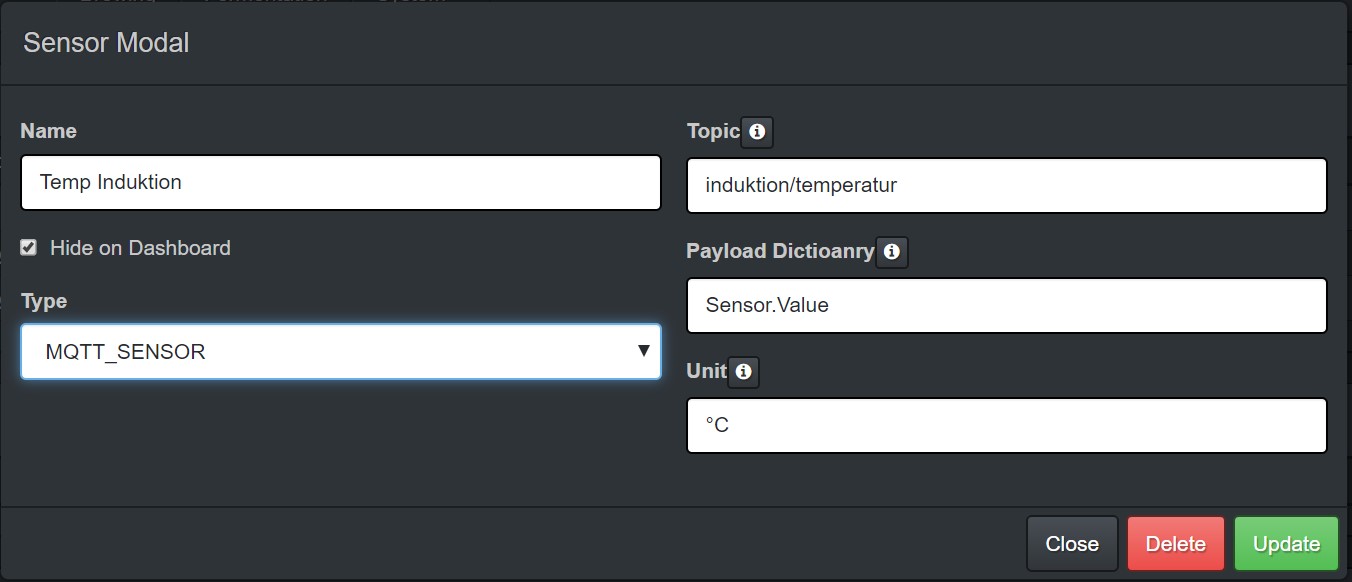 Sensor Modal
Name
Temp Induktion
Hide on Dashboard
Type
MQTT_SENSOR
Topic
induktion/temperatur
Payload Dictioanry
Sensor.Value
Unit
°C
Close Delete Update